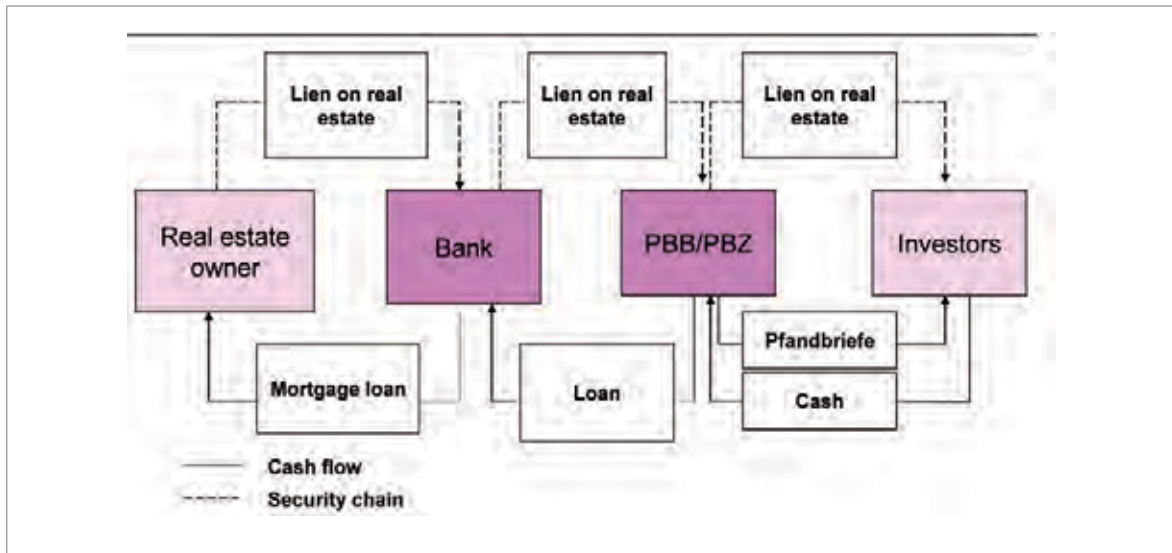 Lien on real
estate
Lien on real
estate
Lien on real
estate
Real estate
owner
Bank
PBB/PBZ
Investors
Mortgage loan
Loan
Pfandbriefe
Cash
Cash flow
Security chain